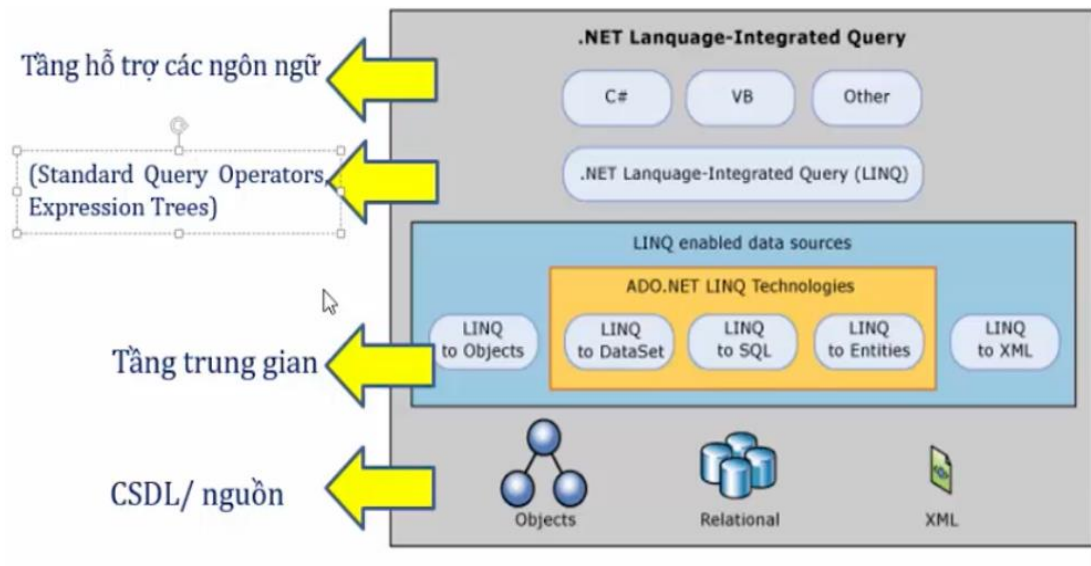 .NET Lanquage-Integrated Query
Tầng hỗ trợ các ngôn ngữ
C#
VB
Other
(Standard Query Operators,
Expression Trees)
.NET Lanquage-Integrated Query (LINQ)
LINQ enabled data sources
ADO.NET LINQ Technologies
Tầng trung gian
LINQ
to Objects
LINQ
to DataSet
LINQ
to SQL
LINQ
to Entities
LINQ
to XML
CSDL/ nguồn
Objects
Relational
XML